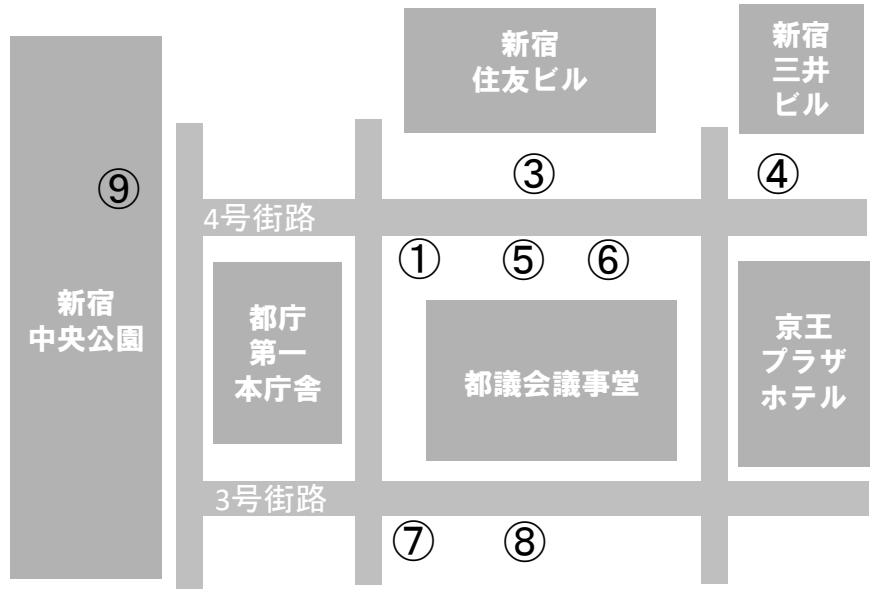 新宿
住友ビル
新宿
三井
ビル
⑨
③
④
4号街路
①
⑤
⑥
新宿
中央公園
都庁
第一
本庁舎
都議会議事堂
京王
プラザ
ホテル
3号街路
⑦
⑧